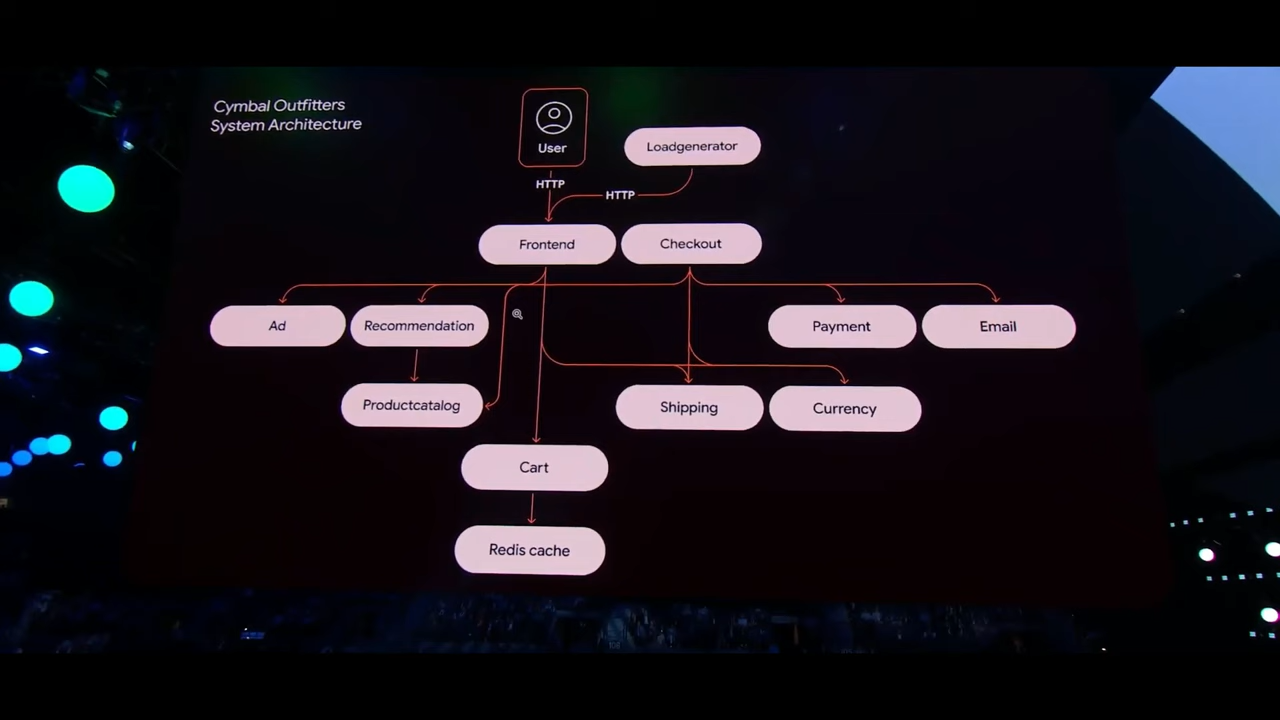 Cymbal Outfitters
System Architecture
User
Loadgenerator
HTTP
HTTP
Frontend
Checkout
Ad
Recommendation
Payment
Email
Productcatalog
Shipping
Currency
Cart
Redis cache